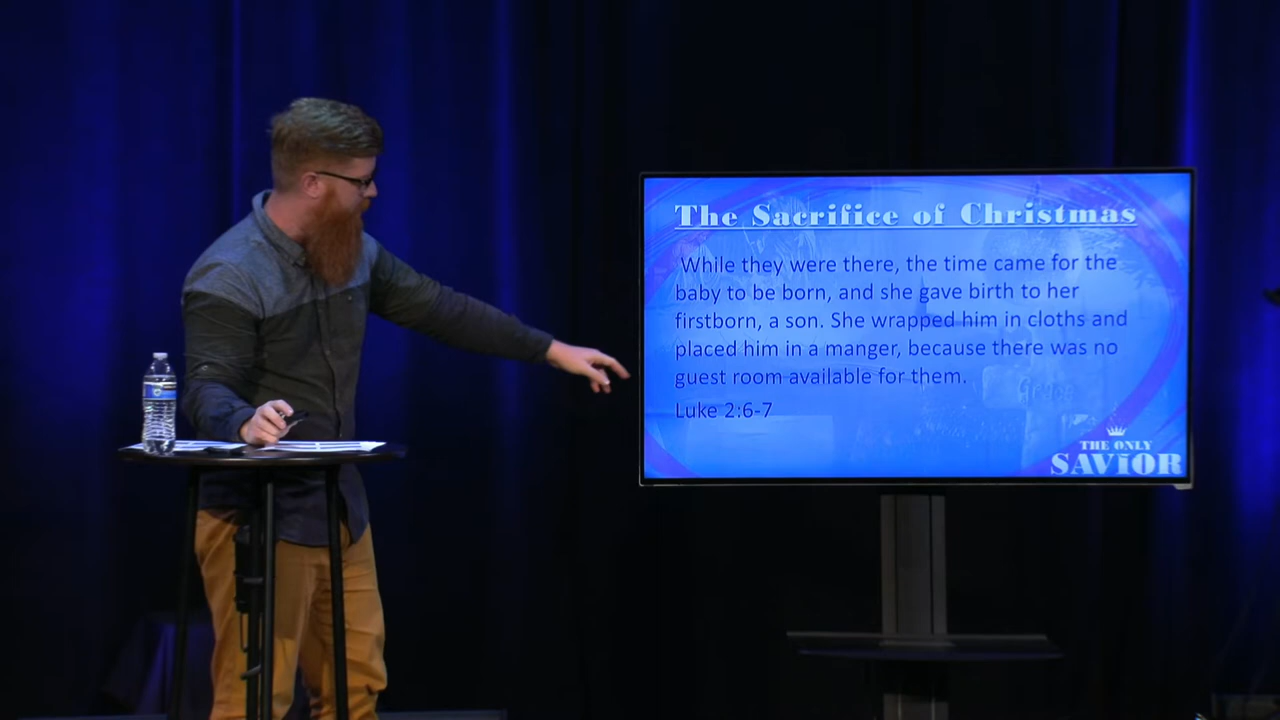 The Sacrifice of Christmas
While they were there, the time came for the
baby to be born, and she gave birth to her
firstborn, a son. She wrapped him in cloths and
placed him in a manger, because there was no
guest room available for them.
Luke 2:6-7
Grace
THE ONLY
SAVIOR